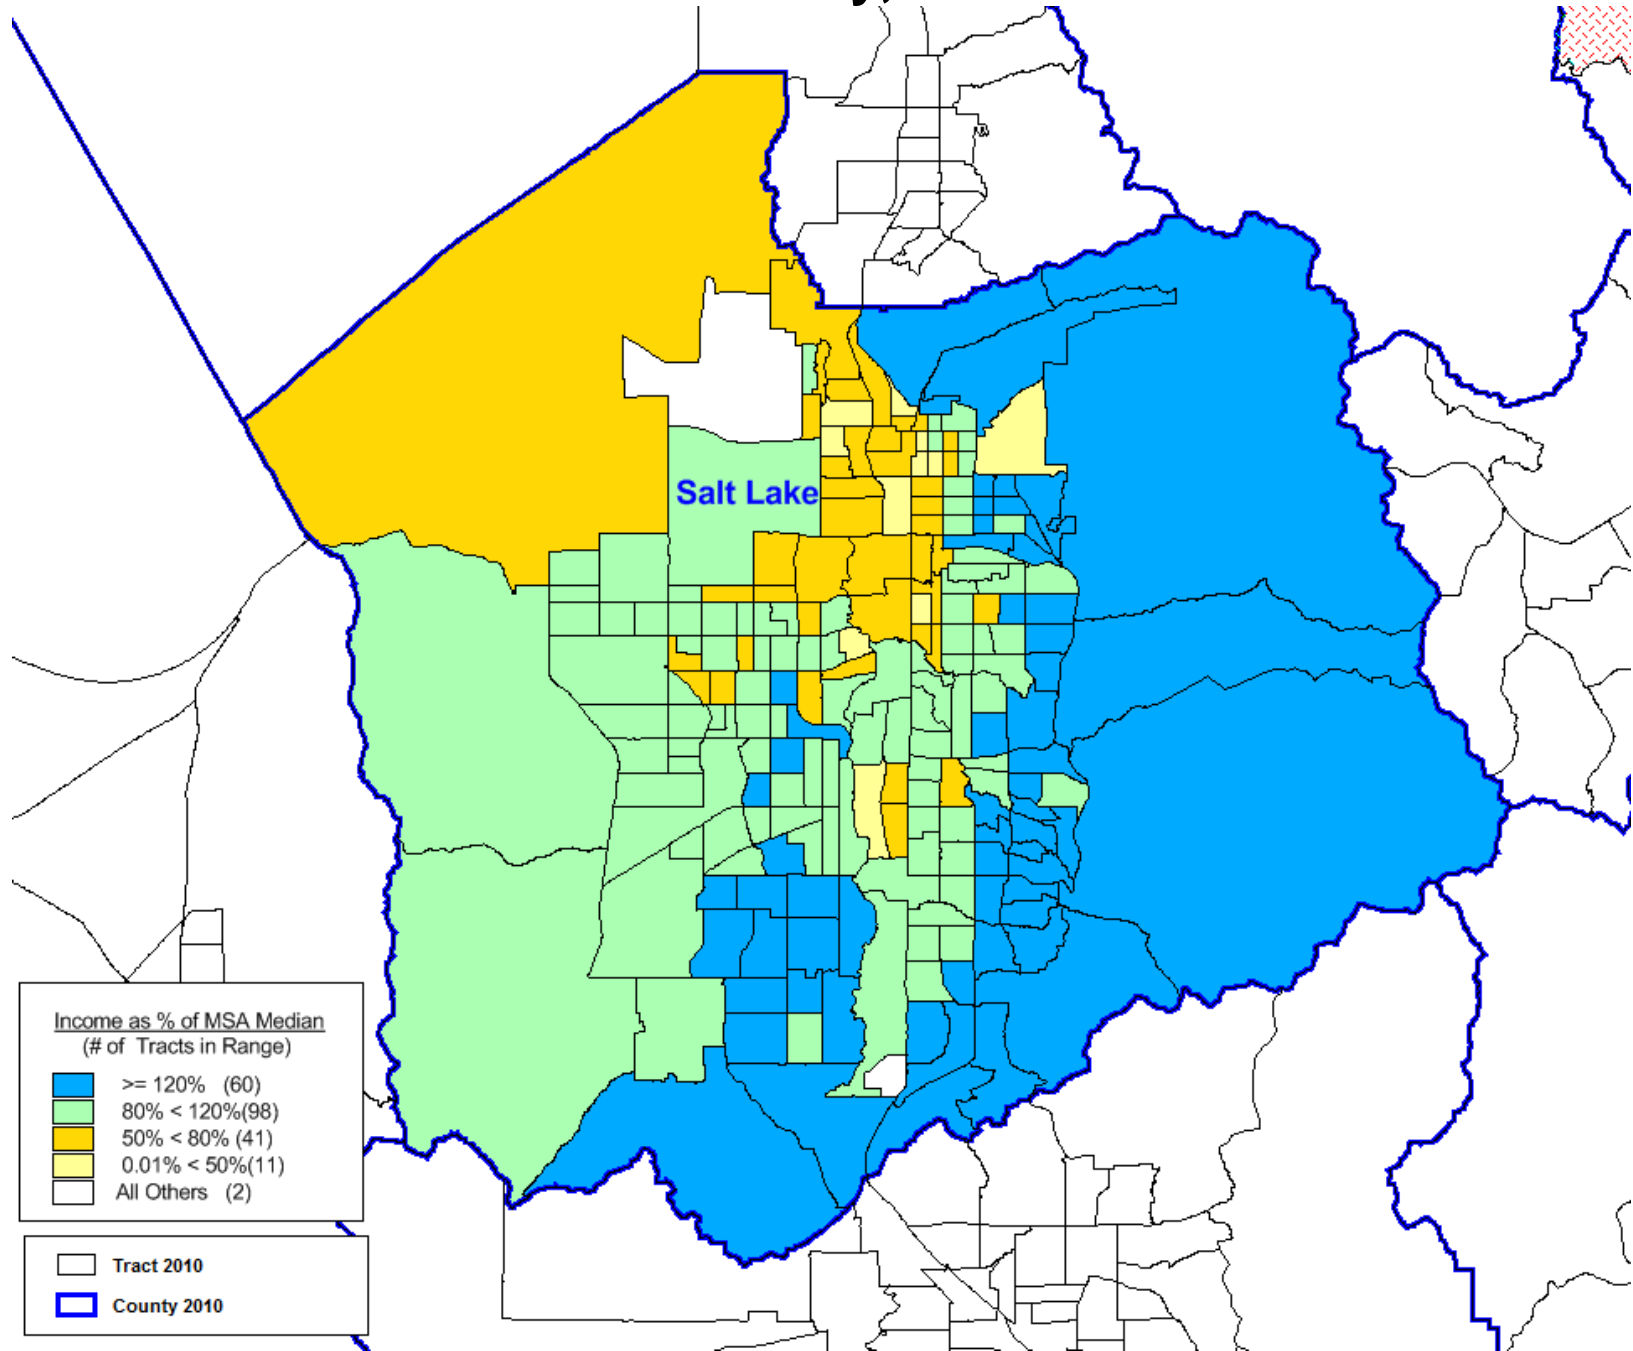 Salt Lake
Income as % of MSA Median
(# of Tracts in Range)
>= 120% (60)
80% < 120%(98)
50% < 80% (41)
0.01% < 50%(11)
All Others (2)
Tract 2010
County 2010